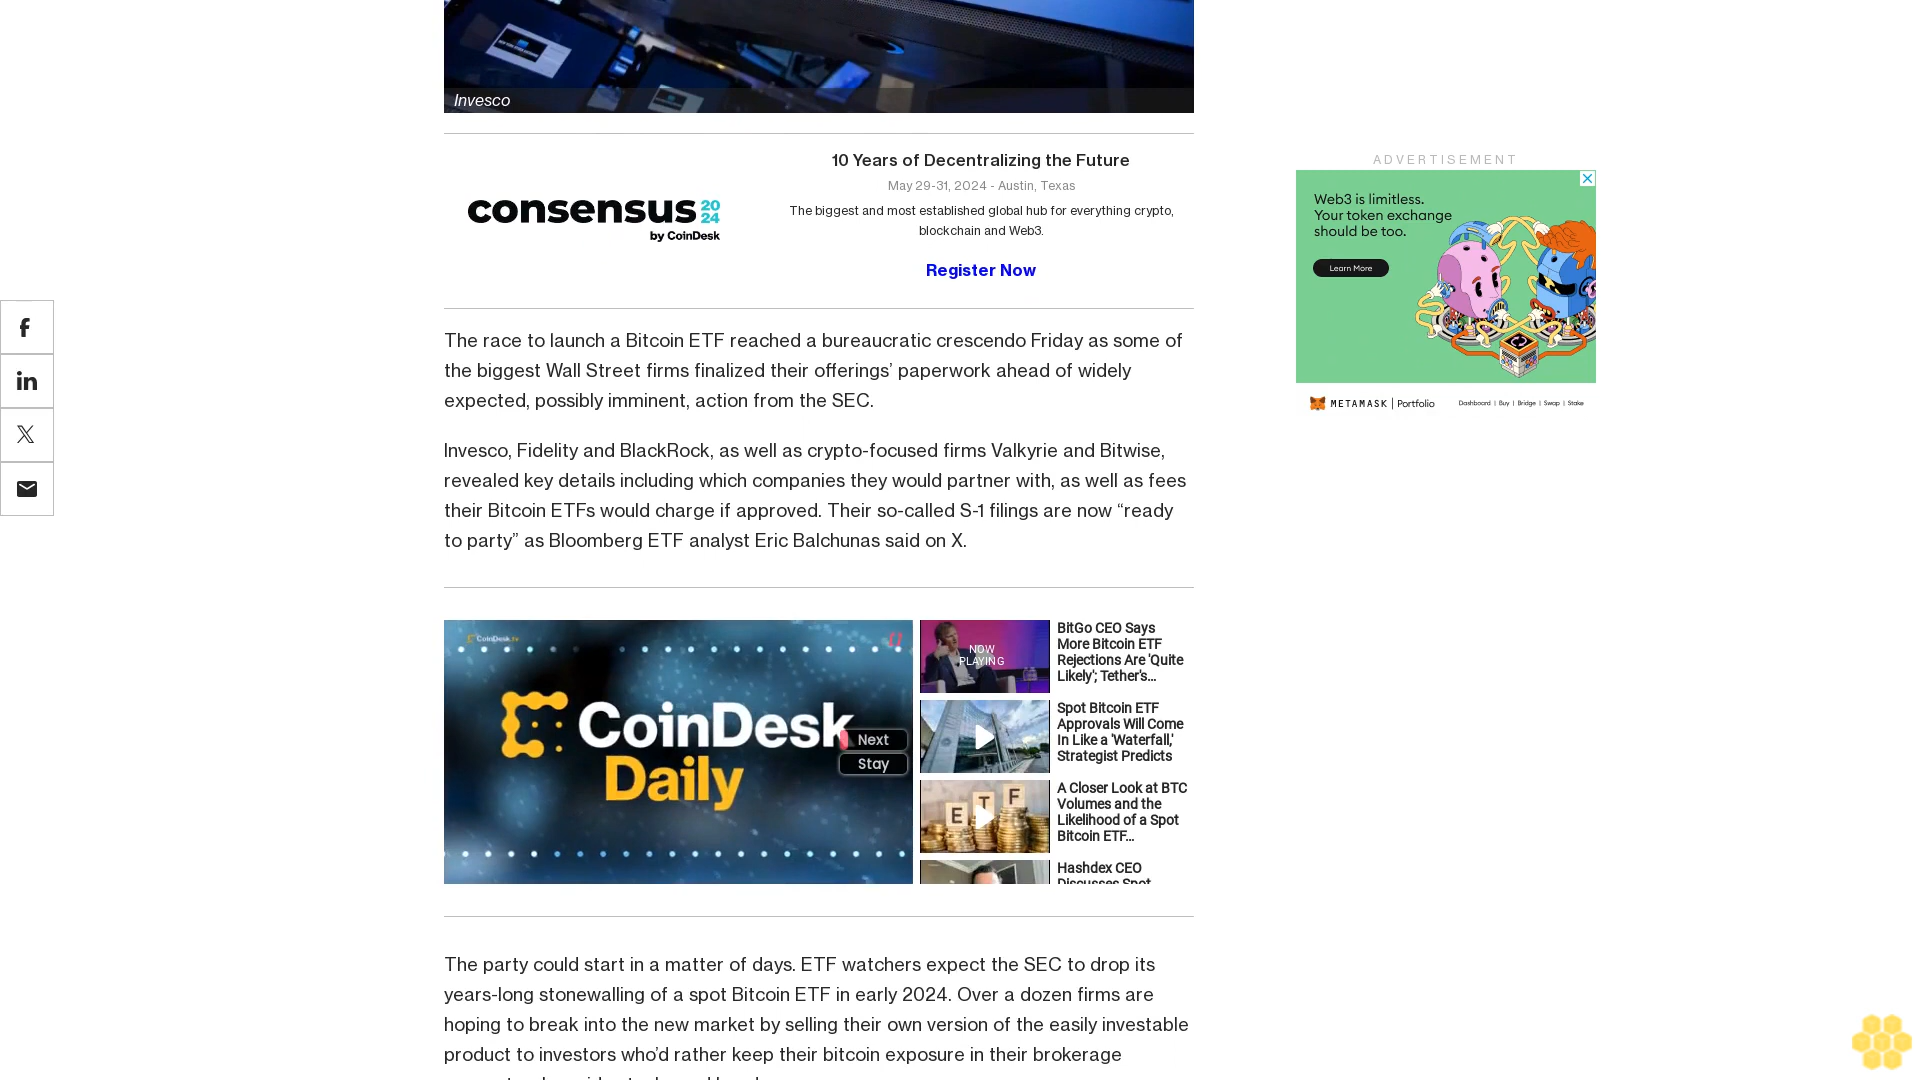 Invesco
consensus 20
24
by CoinDesk
10 Years of Decentralizing the Future
May 29-31, 2024 - Austin, Texas
The biggest and most established global hub for everything crypto,
blockchain and Web3.
Register Now
ADVERTISEMENT
Web3 is limitless.
Your token exchange
should be too.
Learn More
METAMASK | Portfolio
Dashboard | Buy | Bridge | Swap | Stake
The race to launch a Bitcoin ETF reached a bureaucratic crescendo Friday as some of
the biggest Wall Street firms finalized their offerings’ paperwork ahead of widely
expected, possibly imminent, action from the SEC.
Invesco, Fidelity and BlackRock, as well as crypto-focused firms Valkyrie and Bitwise,
revealed key details including which companies they would partner with, as well as fees
their Bitcoin ETFs would charge if approved. Their so-called S-1 filings are now “ready
to party” as Bloomberg ETF analyst Eric Balchunas said on X.
CoinDesk tv
CoinDesk
Daily
Next
Stay
NOW
PLAYING
BitGo CEO Says
More Bitcoin ETF
Rejections Are 'Quite
Likely'; Tether's...
Spot Bitcoin ETF
Approvals Will Come
In Like a 'Waterfall,'
Strategist Predicts
ETF
A Closer Look at BTC
Volumes and the
Likelihood of a Spot
Bitcoin ETF...
Hashdex CEO
Discusses Spot
The party could start in a matter of days. ETF watchers expect the SEC to drop its
years-long stonewalling of a spot Bitcoin ETF in early 2024. Over a dozen firms are
hoping to break into the new market by selling their own version of the easily investable
product to investors who’d rather keep their bitcoin exposure in their brokerage